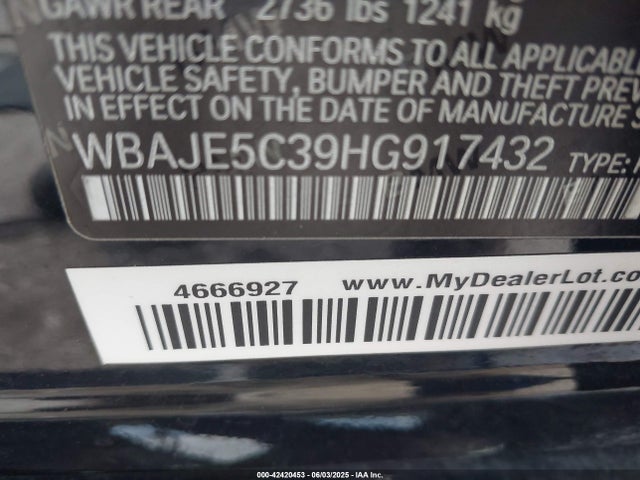 GAWR REAR 2736 lbs 1241 kg
THIS VEHICLE CONFORMS TO ALL APPLICABLE
VEHICLE SAFETY, BUMPER AND THEFT PREV
IN EFFECT ON THE DATE OF MANUFACTURE S
WBAJE5C39HG917432 TYPE:
4666927 www.MyDealerLot.co
000-42420453 - 06/03/2025 - IAA Inc.